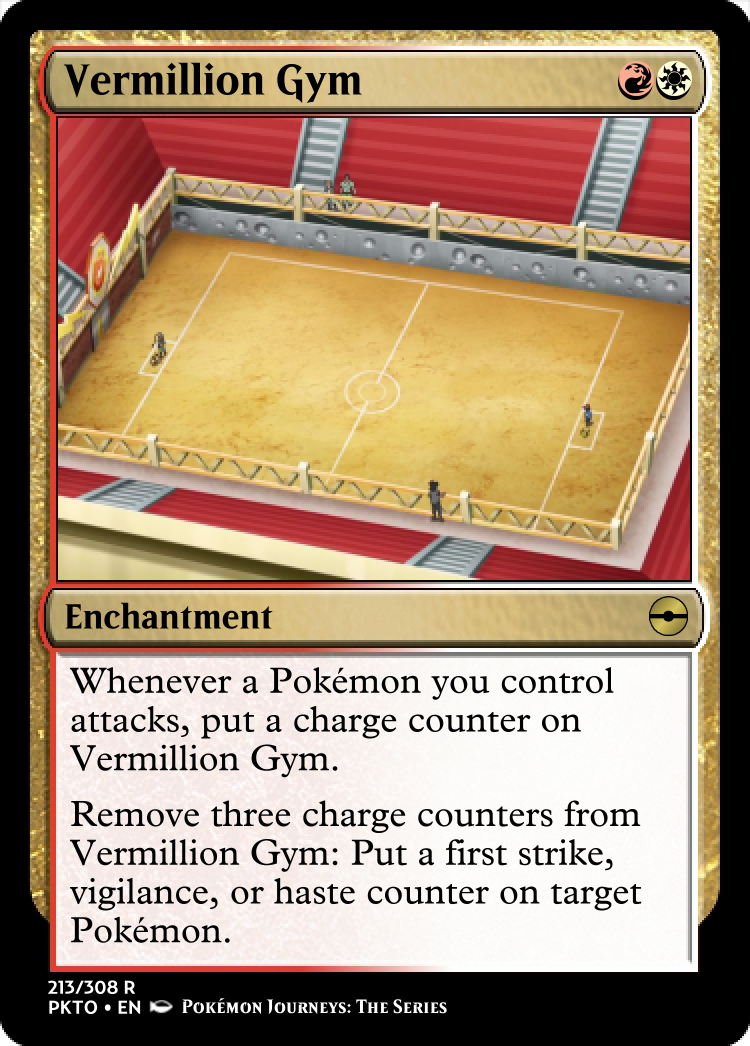 Vermillion Gym
Enchantment
Whenever a Pokémon you control
attacks, put a charge counter on
Vermillion Gym.
Remove three charge counters from
Vermillion Gym: Put a first strike,
vigilance, or haste counter on target
Pokémon.
213/308 R
PKTO • EN Pokémon Journeys: The Series